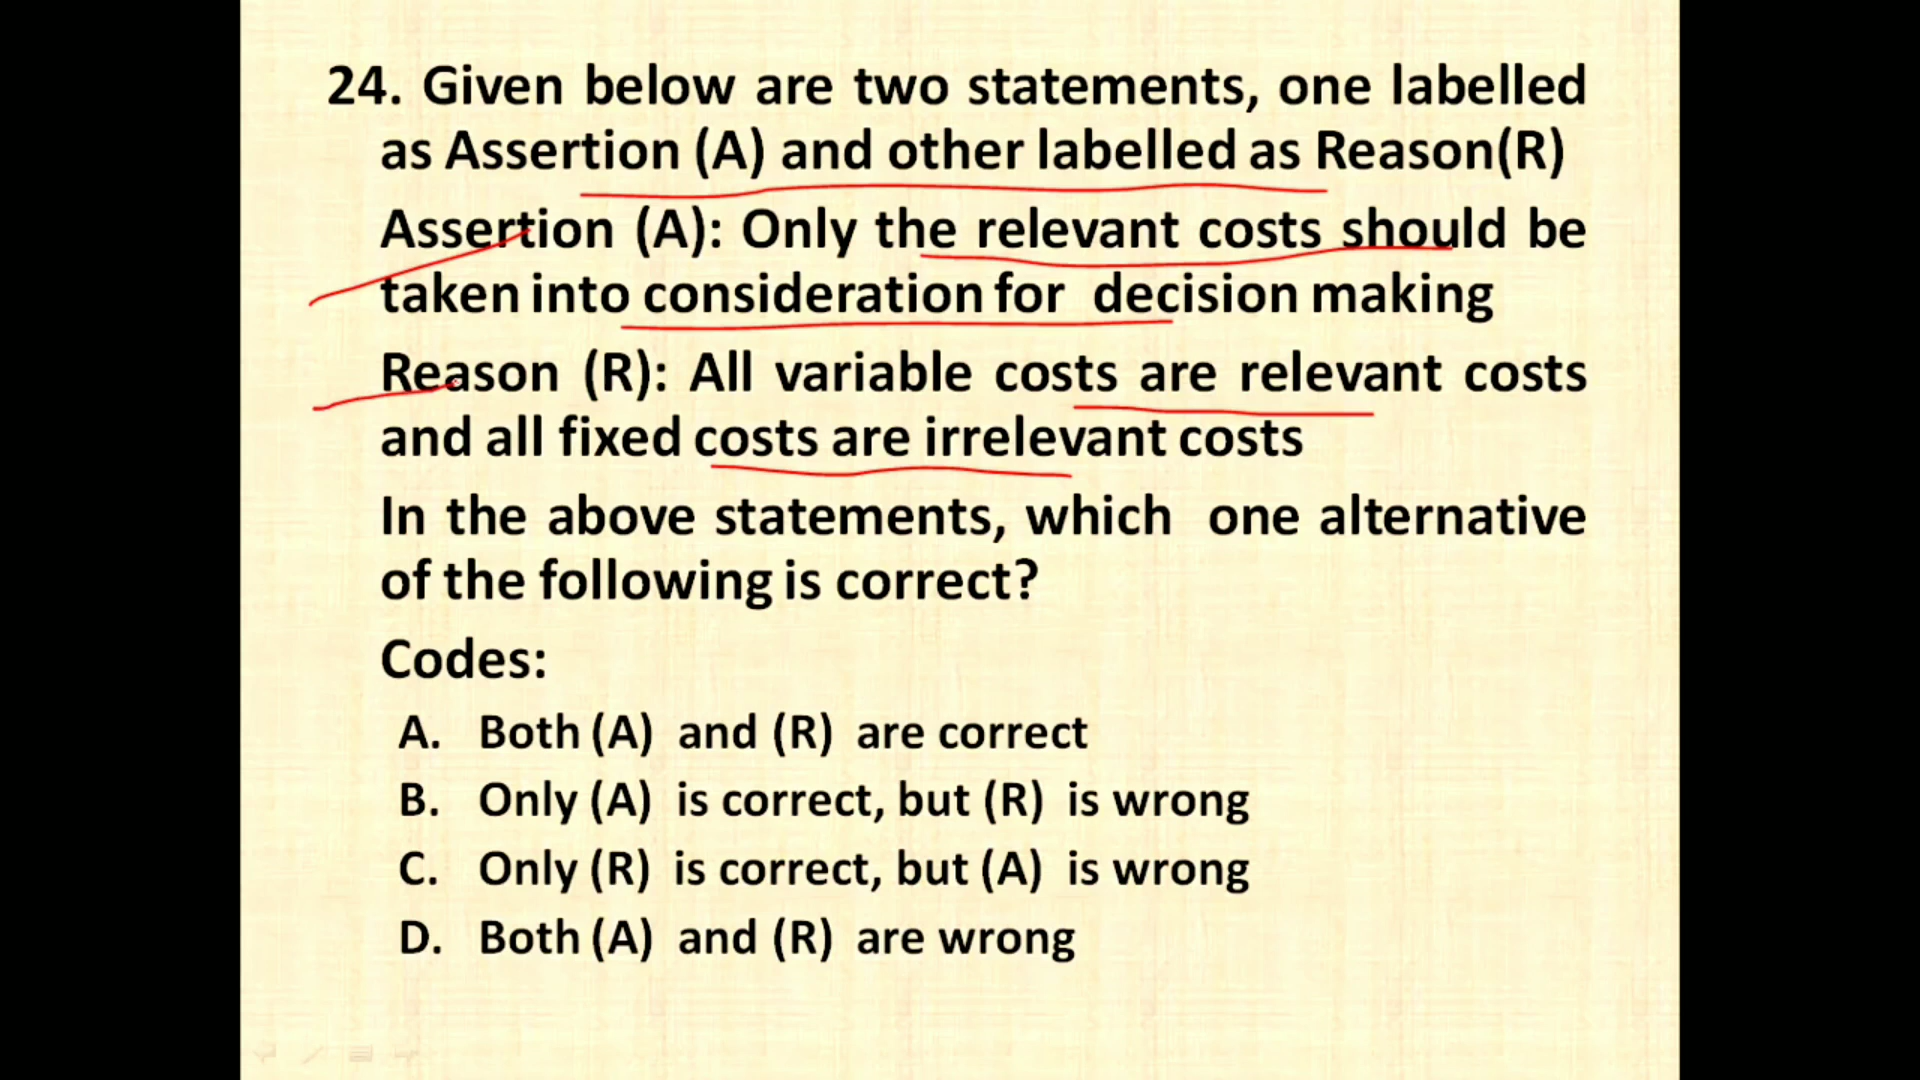 24. Given below are two statements, one labelled
as Assertion (A) and other labelled as Reason(R)
Assertion (A): Only the relevant costs should be
taken into consideration for decision making
Reason (R): All variable costs are relevant costs
and all fixed costs are irrelevant costs
In the above statements, which one alternative
of the following is correct?
Codes:
A. Both (A) and (R) are correct
B. Only (A) is correct, but (R) is wrong
C. Only (R) is correct, but (A) is wrong
D. Both (A) and (R) are wrong